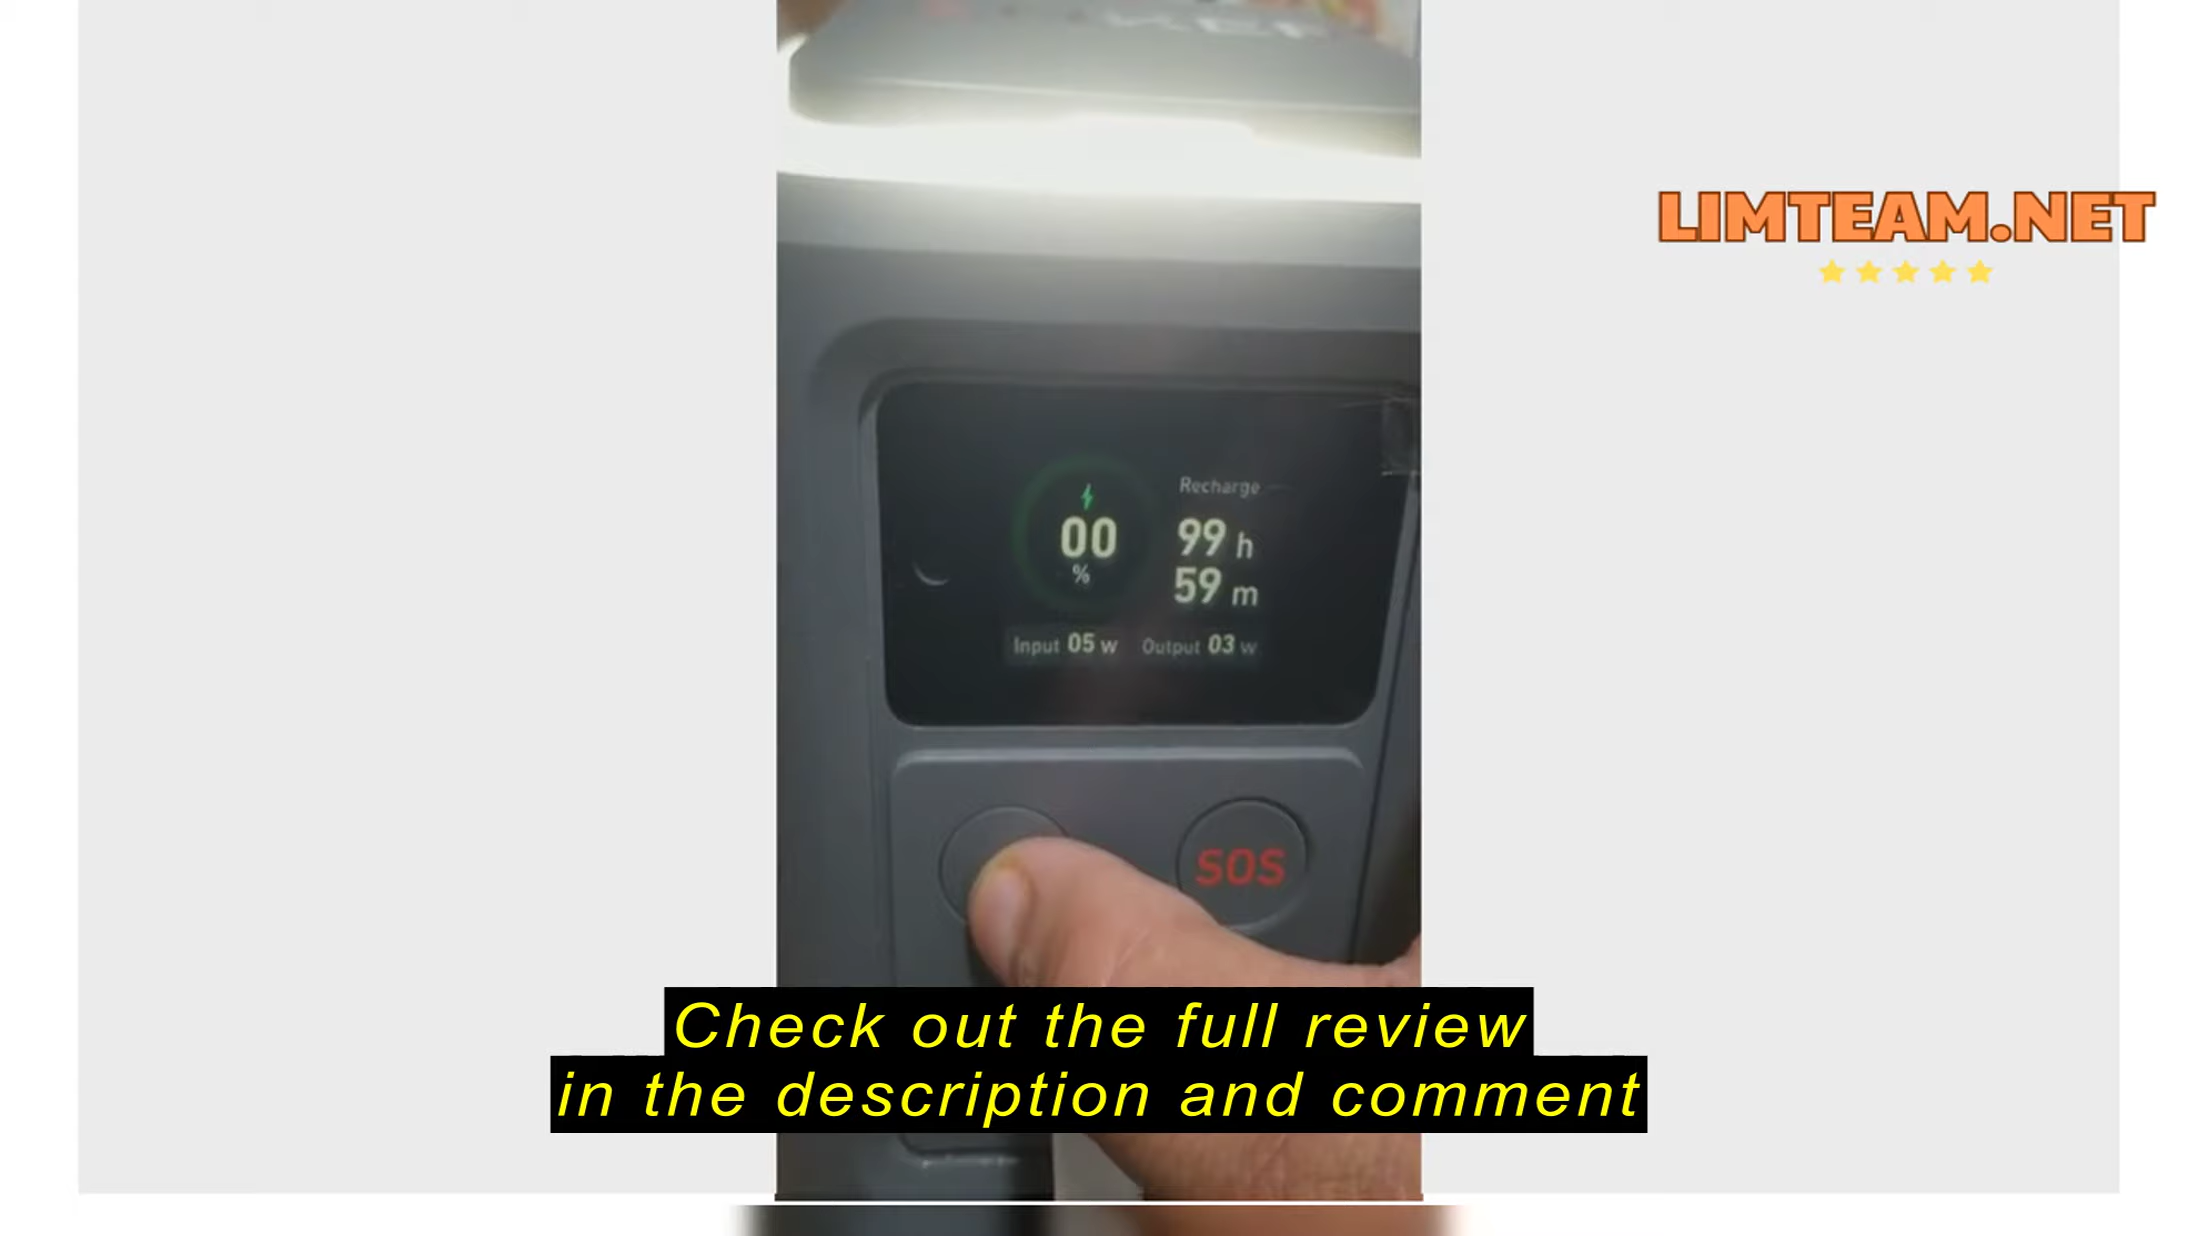 LIMTEAM.NET
Recharge
00
%
99 h
59 m
Input 05 w Output 03 w
SOS
Check out the full review
in the description and comment